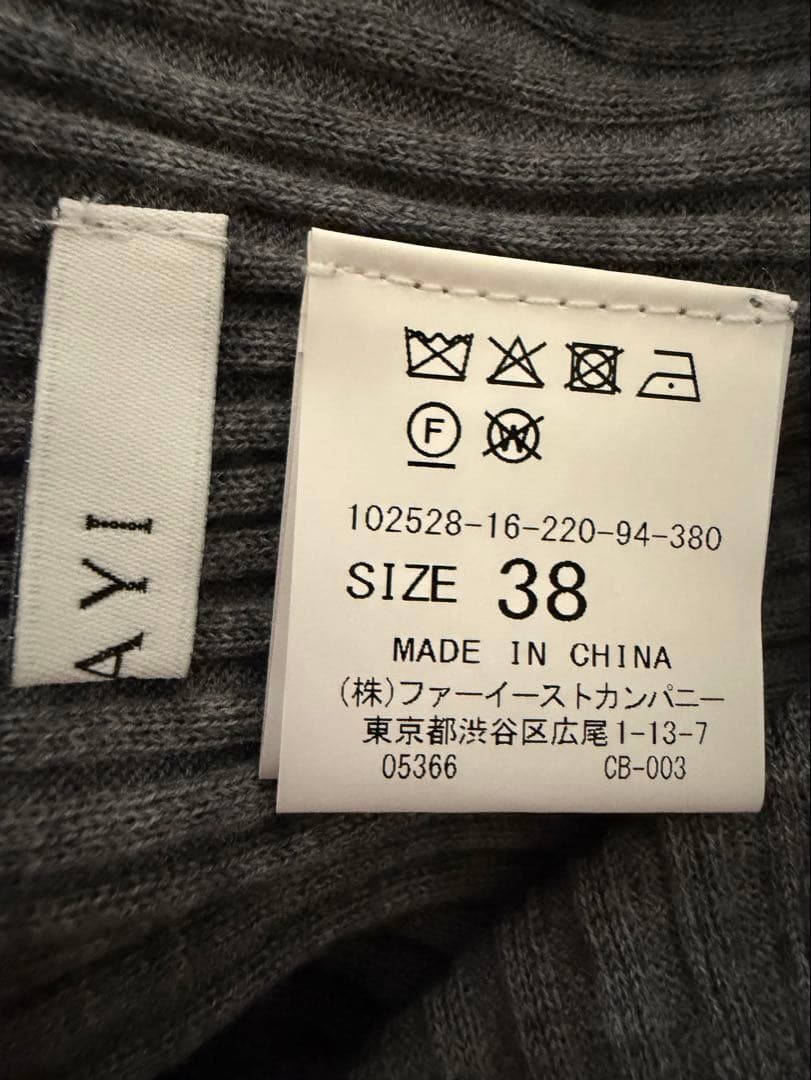 AYI
F W
102528-16-220-94-380
SIZE 38
MADE IN CHINA
(株)ファーイーストカンパニー
東京都渋谷区広尾1-13-7
05366 CB-003